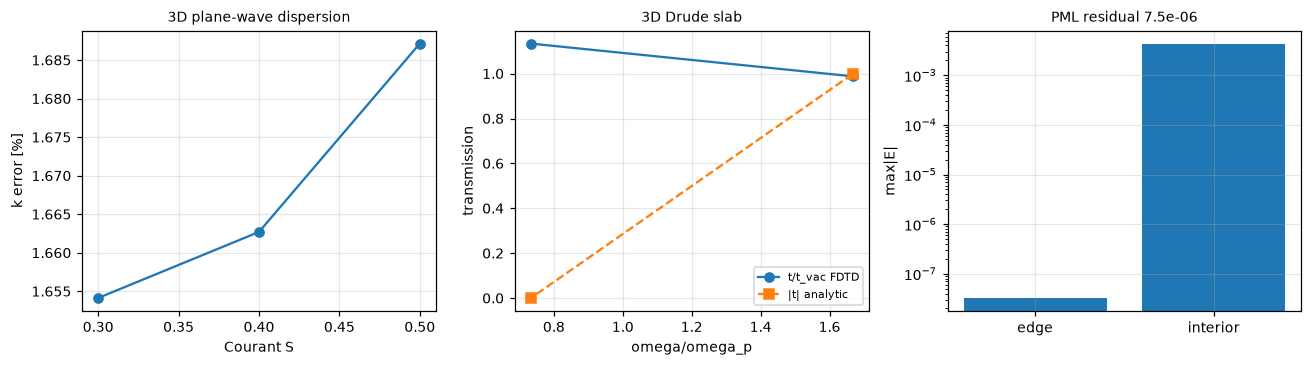 3D plane-wave dispersion
k error [%]
1.685
1.680
1.675
1.670
1.665
1.660
1.655
0.30
0.35
0.40
0.45
0.50
Courant S
3D Drude slab
transmission
1.0
0.8
0.6
0.4
0.2
0.0
t/t_vac FDTD
|t| analytic
0.8
1.0
1.2
1.4
1.6
omega/omega_p
PML residual 7.5e-06
max|E|
10⁻³
10⁻⁴
10⁻⁵
10⁻⁶
10⁻⁷
edge
interior